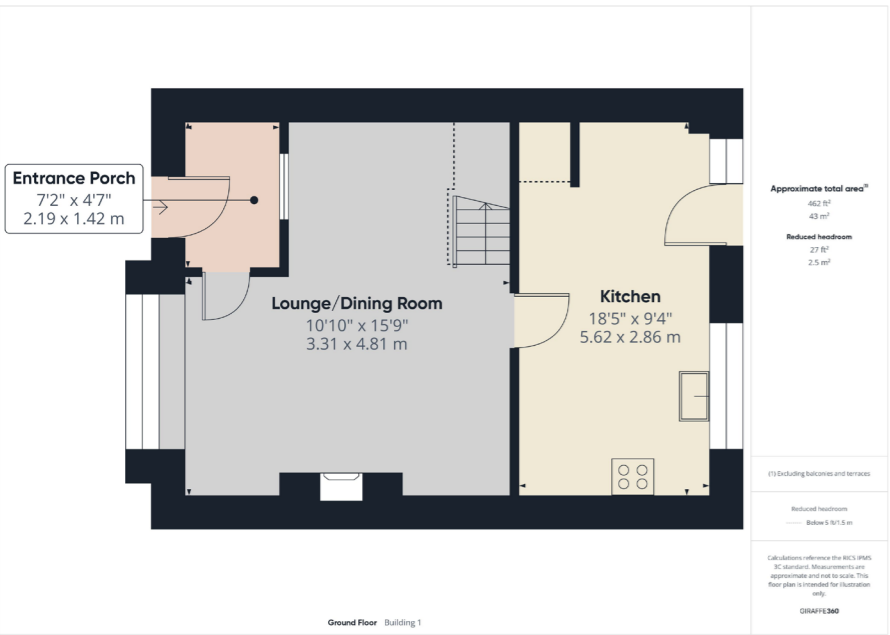 Entrance Porch
7'2" x 4'7"
2.19 x 1.42 m
Lounge/Dining Room
10'10" x 15'9"
3.31 x 4.81 m
Kitchen
18'5" x 9'4"
5.62 x 2.86 m
Approximate total area(1)
462 ft²
43 m²
Reduced headroom
27 ft²
2.5 m²
(1) Excluding balconies and terraces
Reduced headroom
Below 5 ft/1.5 m
Calculations reference the RICS IPMS
3C standard. Measurements are
approximate and not to scale. This
floor plan is intended for illustration
only.
GIRAFFE360
Ground Floor Building 1